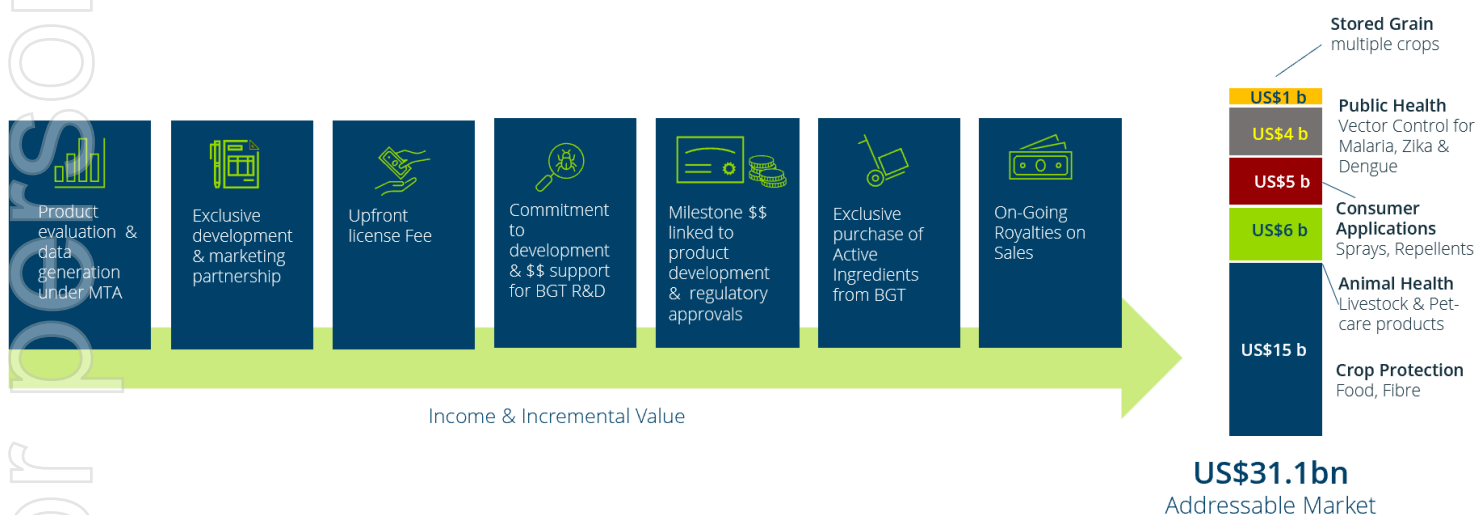 Product
evaluation & 
data
generation
under MTA
Exclusive
development
& marketing
partnership
Upfront
license Fee
Commitment
to
development
& $$ support
for BGT R&D
Milestone $$
linked to
product
development
& regulatory
approvals
Exclusive
purchase of
Active
Ingredients
from BGT
On-Going
Royalties on
Sales
Income & Incremental Value
Stored Grain
multiple crops
US$1 b
Public Health
Vector Control for
Malaria, Zika &
Dengue
US$4 b
US$5 b
Consumer
Applications
Sprays, Repellents
US$6 b
Animal Health
Livestock & Pet-
care products
US$15 b
Crop Protection
Food, Fibre
US$31.1bn
Addressable Market
or person